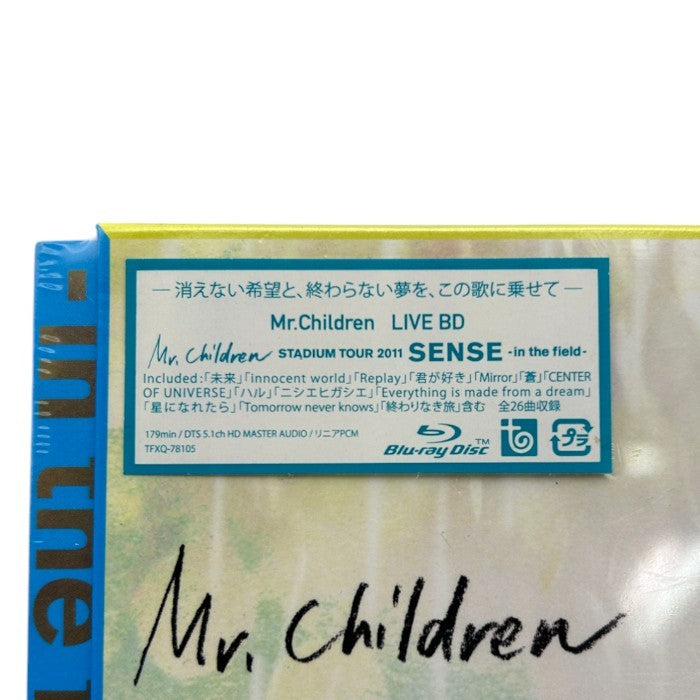 — 消えない希望と、終わらない夢を、この歌に乗せて —
Mr.Children LIVE BD
Mr. Children STADIUM TOUR 2011 SENSE -in the field-
Included:「未来」「innocent world」「Replay」「君が好き」「Mirror」「蒼」「CENTER
OF UNIVERSE」「ハル」「ニシエヒガシエ」「Everything is made from a dream」
「星になれたら」「Tomorrow never knows」「終わりなき旅」含む 全26曲収録
179min / DTS 5.1ch HD MASTER AUDIO / リニアPCM
TFXQ-78105
Blu-ray Disc™
プラ
- in the
Mr. Children